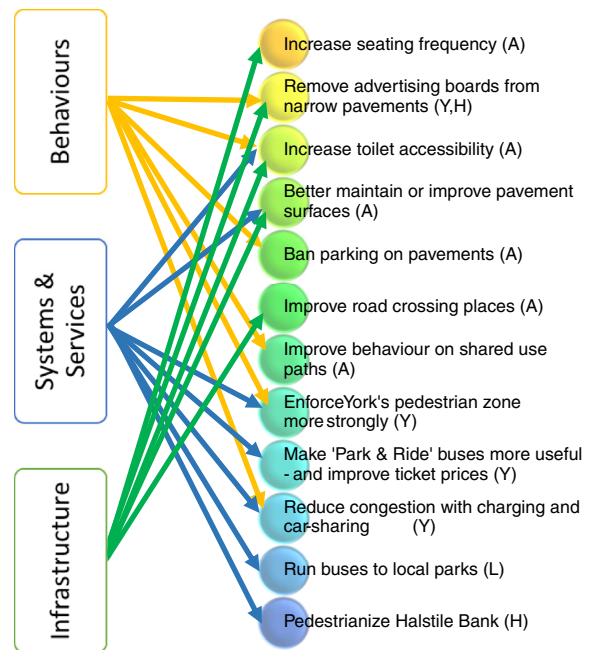 Behaviours
Systems &
Services
Infrastructure
Increase seating frequency (A)
Remove advertising boards from
narrow pavements (Y,H)
Increase toilet accessibility (A)
Better maintain or improve pavement
surfaces (A)
Ban parking on pavements (A)
Improve road crossing places (A)
Improve behaviour on shared use
paths (A)
EnforceYork's pedestrian zone
more strongly (Y)
Make 'Park & Ride' buses more useful
- and improve ticket prices (Y)
Reduce congestion with charging and
car-sharing (Y)
Run buses to local parks (L)
Pedestrianize Halstile Bank (H)